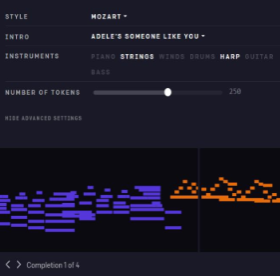 STYLE MOZART
INTRO ADELE'S SOMEONE LIKE YOU
INSTRUMENTS PIANO STRINGS WINDS DRUMS HARP GUITAR
BASS
NUMBER OF TOKENS 250
HIDE ADVANCED SETTINGS
Completion 1 of 4